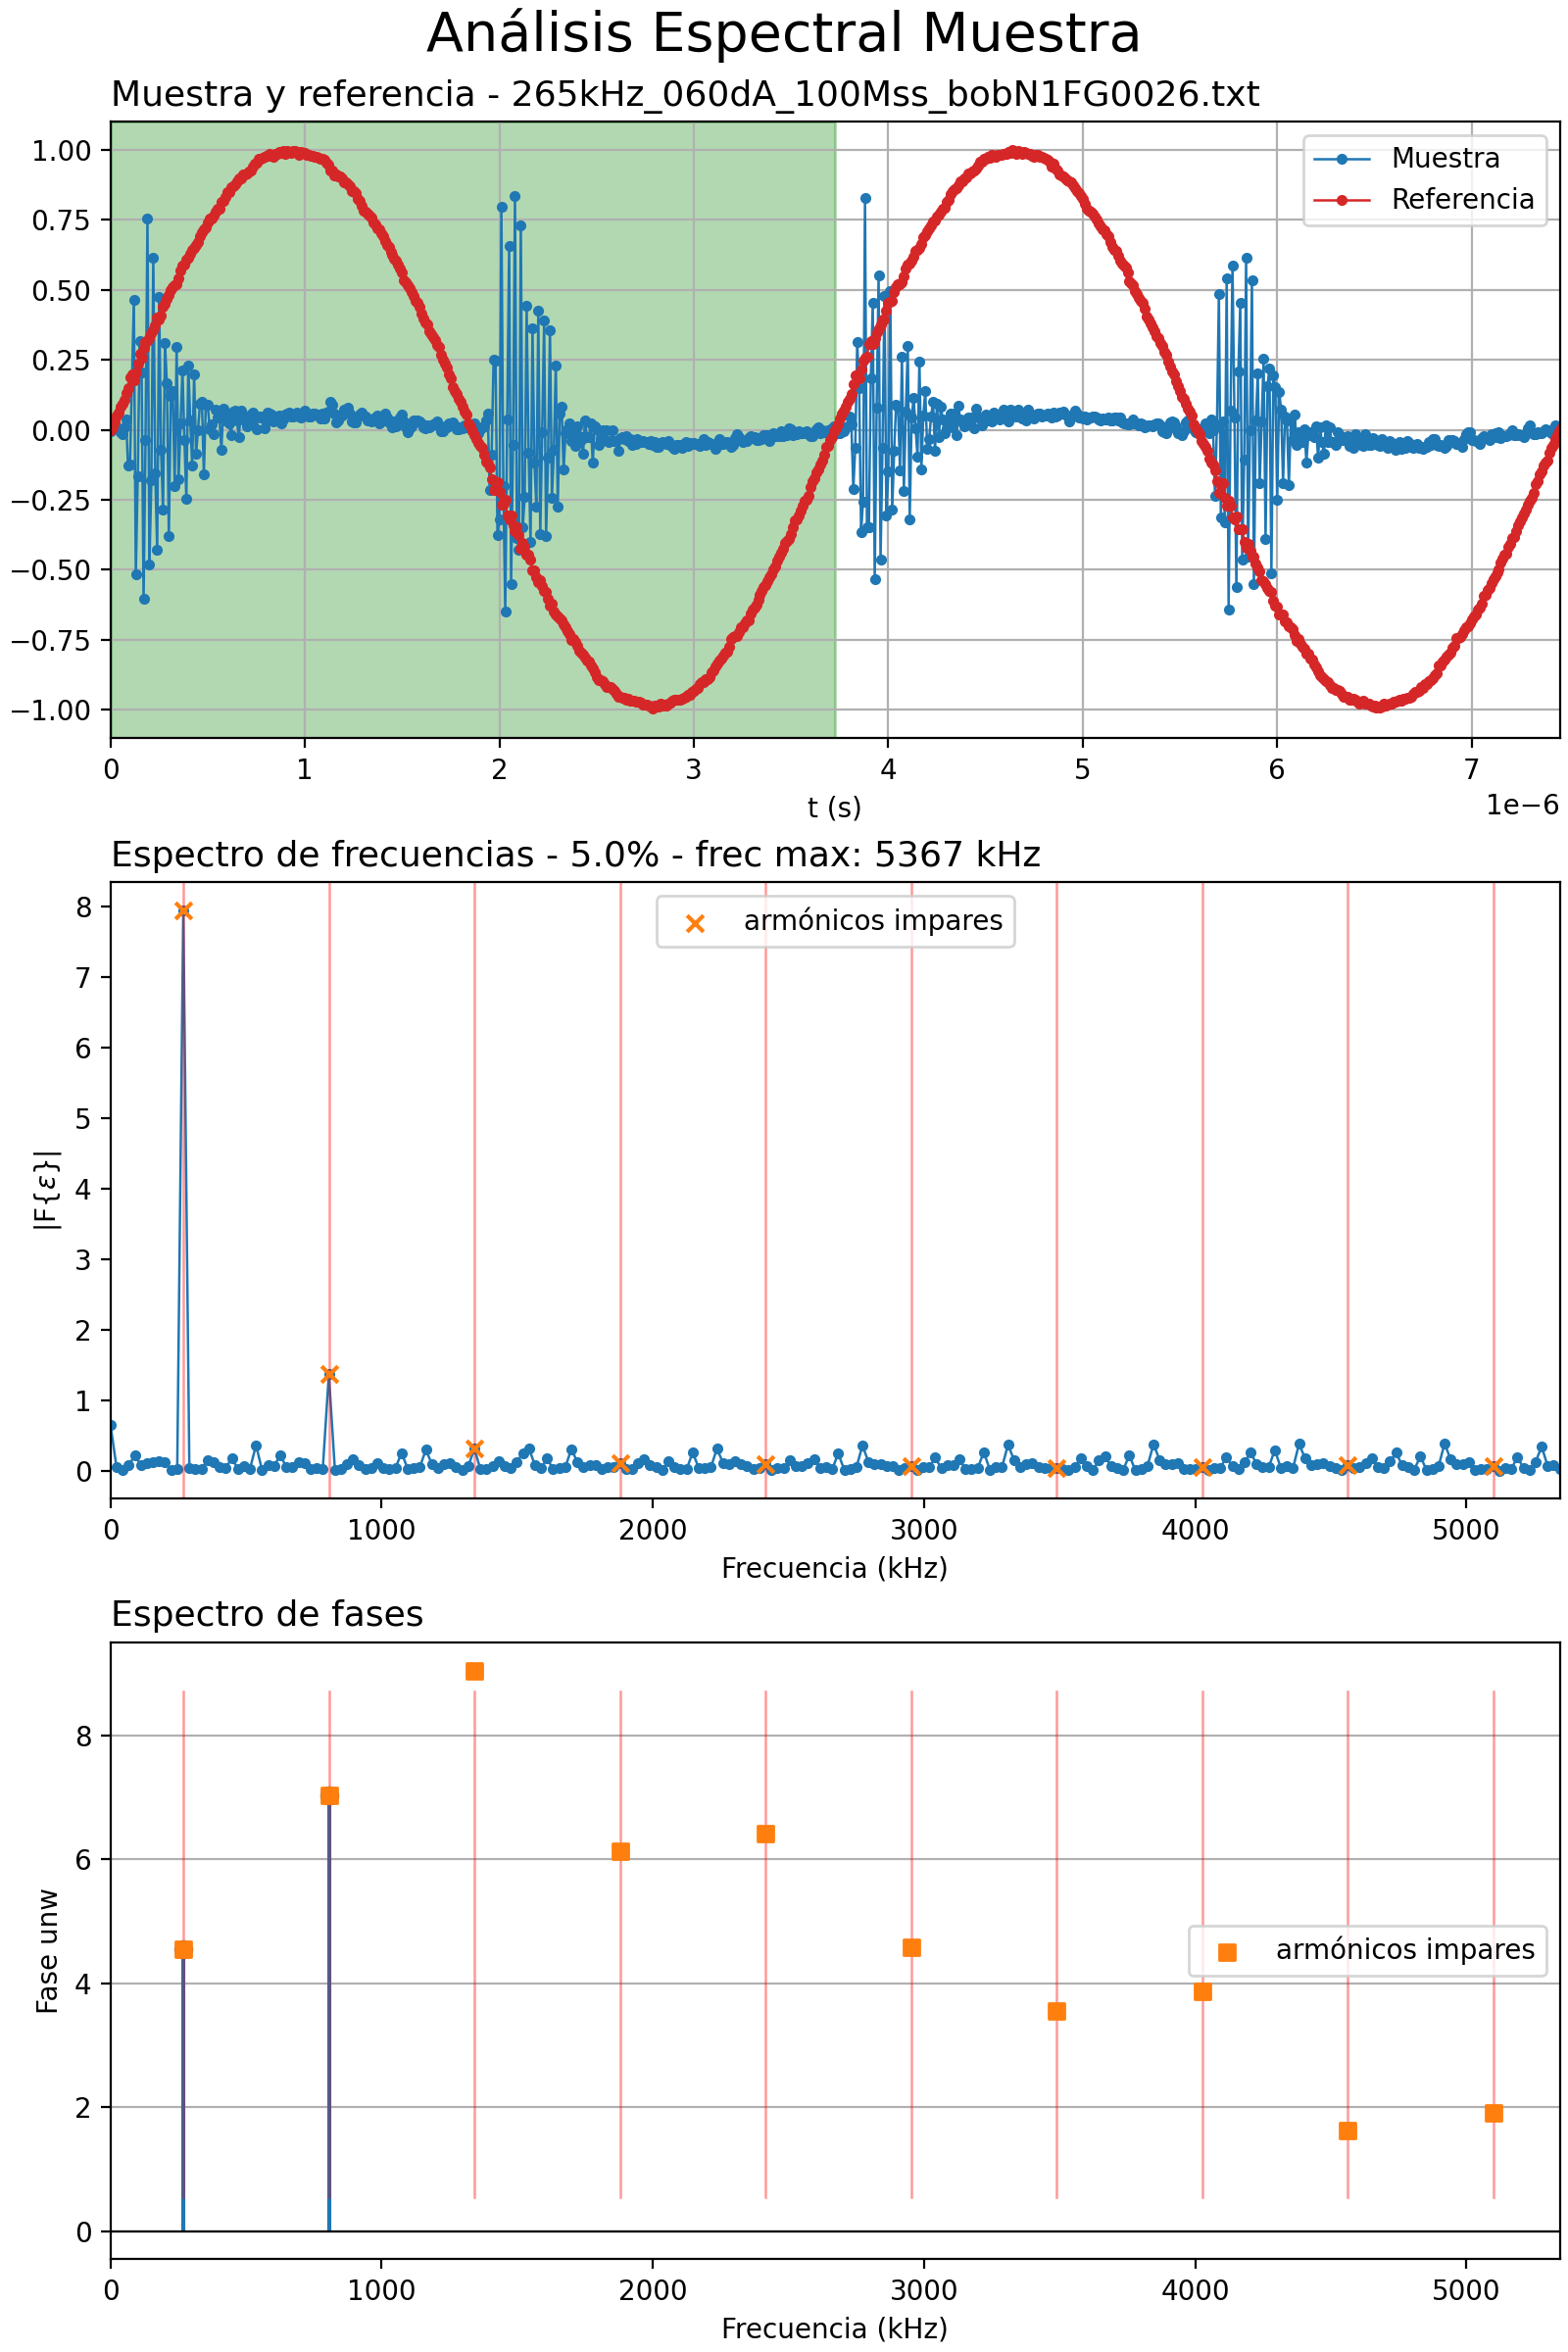 Análisis Espectral Muestra
Muestra y referencia - 265kHz_060dA_100Mss_bobN1FG0026.txt
1.00
0.75
0.50
0.25
0.00
−0.25
−0.50
−0.75
−1.00
Muestra
Referencia
0 1 2 3 4 5 6 7
t (s)
1e−6
Espectro de frecuencias - 5.0% - frec max: 5367 kHz
|F{ε}|
8
7
6
5
4
3
2
1
0
armónicos impares
0 1000 2000 3000 4000 5000
Frecuencia (kHz)
Espectro de fases
Fase unw
8
6
4
2
0
armónicos impares
0 1000 2000 3000 4000 5000
Frecuencia (kHz)